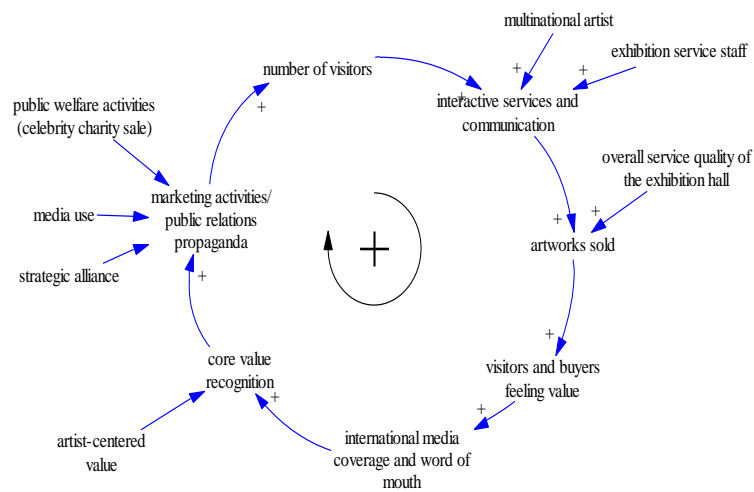 multinational artist
exhibition service staff
number of visitors
+
+
+
+
interactive services and
communication
public welfare activities
(celebrity charity sale)
overall service quality of
the exhibition hall
marketing activities/
public relations
propaganda
media use
strategic alliance
+
+
+
artworks sold
+
+
core value
recognition
+
visitors and buyers
feeling value
+
+
artist-centered
value
international media
coverage and word of
mouth